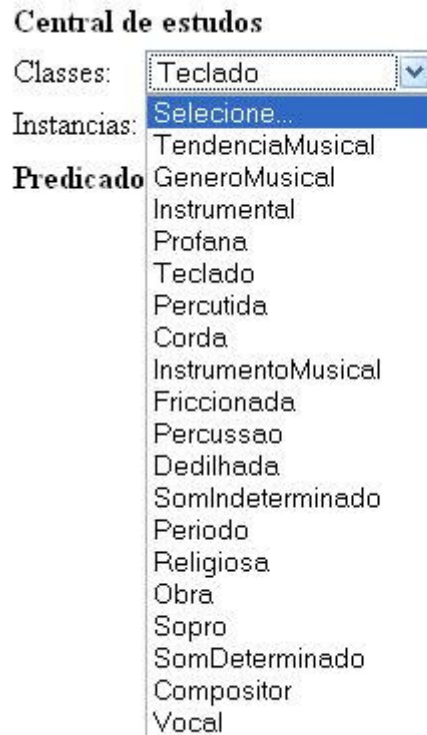 Central de estudos
Classes: Teclado
Instancias: Selecione...
TendenciaMusical
Predicado GeneroMusical
Instrumental
Profana
Teclado
Percutida
Corda
InstrumentoMusical
Friccionada
Percussao
Dedilhada
SomIndeterminado
Periodo
Religiosa
Obra
Sopro
SomDeterminado
Compositor
Vocal